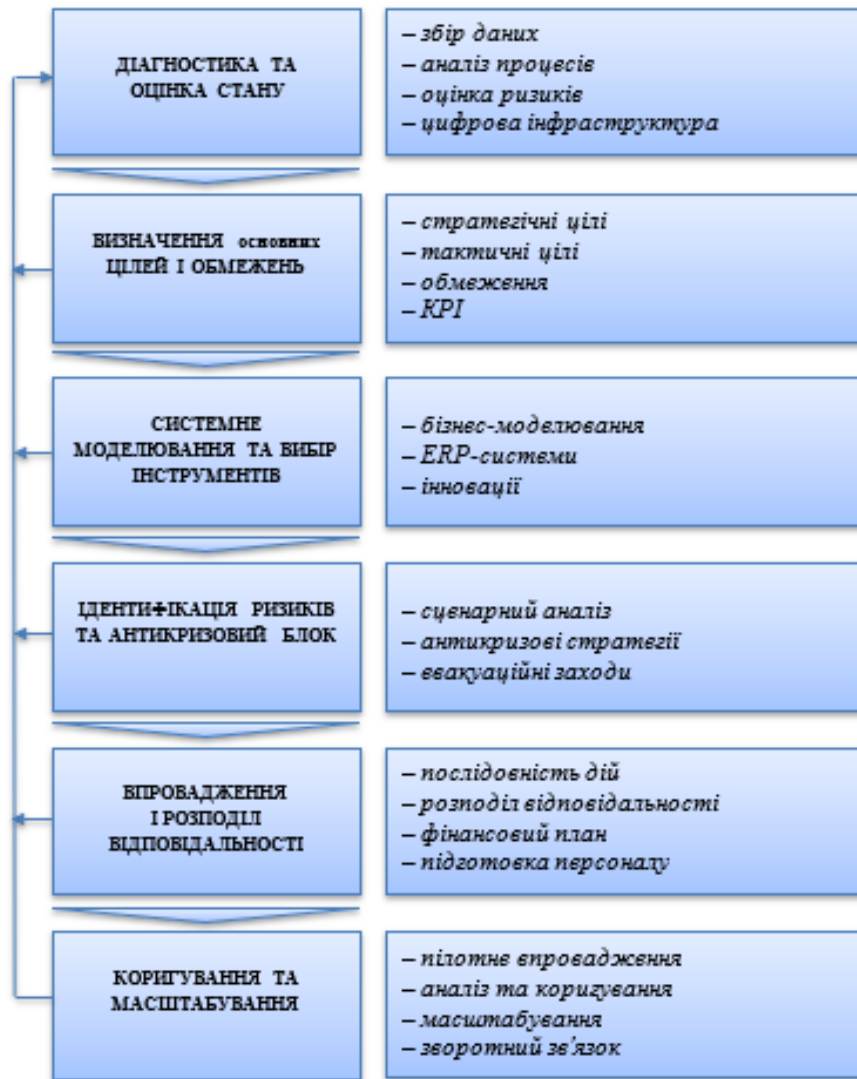 ДІАГНОСТИКА ТА
ОЦІНКА СТАНУ
– збір даних
– аналіз процесів
– оцінка ризиків
– цифрова інфраструктура
ВИЗНАЧЕННЯ основних
ЦІЛЕЙ І ОБМЕЖЕНЬ
– стратегічні цілі
– тактичні цілі
– обмеження
– KPI
СИСТЕМНЕ
МОДЕЛЮВАННЯ ТА ВИБІР
ІНСТРУМЕНТІВ
– бізнес-моделювання
– ERP-системи
– інновації
ІДЕНТИФІКАЦІЯ РИЗИКІВ
ТА АНТИКРИЗОВИЙ БЛОК
– сценарний аналіз
– антикризові стратегії
– евакуаційні заходи
ВПРОВАДЖЕННЯ
І РОЗПОДІЛ
ВІДПОВІДАЛЬНОСТІ
– послідовність дій
– розподіл відповідальності
– фінансовий план
– підготовка персоналу
КОРИГУВАННЯ ТА
МАСШТАБУВАННЯ
– пілотне впровадження
– аналіз та коригування
– масштабування
– зворотний зв'язок